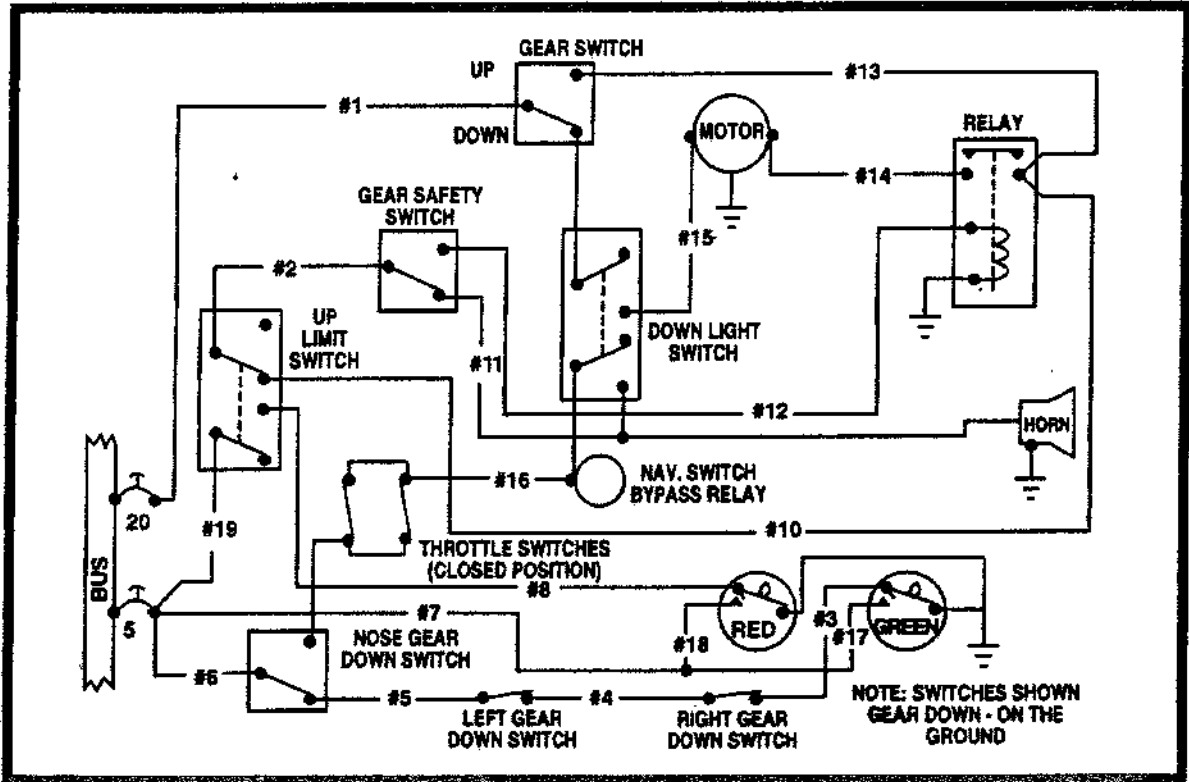 GEAR SWITCH
UP
#13
#1
DOWN
MOTOR
RELAY
#14
GEAR SAFETY
SWITCH
#15
#2
UP
LIMIT
SWITCH
DOWN LIGHT
SWITCH
#11
#12
HORN
#16
NAV. SWITCH
BYPASS RELAY
20
#19
#10
THROTTLE SWITCHES
(CLOSED POSITION)
BUS
#8
5
#7
#3
RED
GREEN
#17
#18
NOSE GEAR
DOWN SWITCH
#6
#5
#4
LEFT GEAR
DOWN SWITCH
RIGHT GEAR
DOWN SWITCH
NOTE: SWITCHES SHOWN
GEAR DOWN - ON THE
GROUND